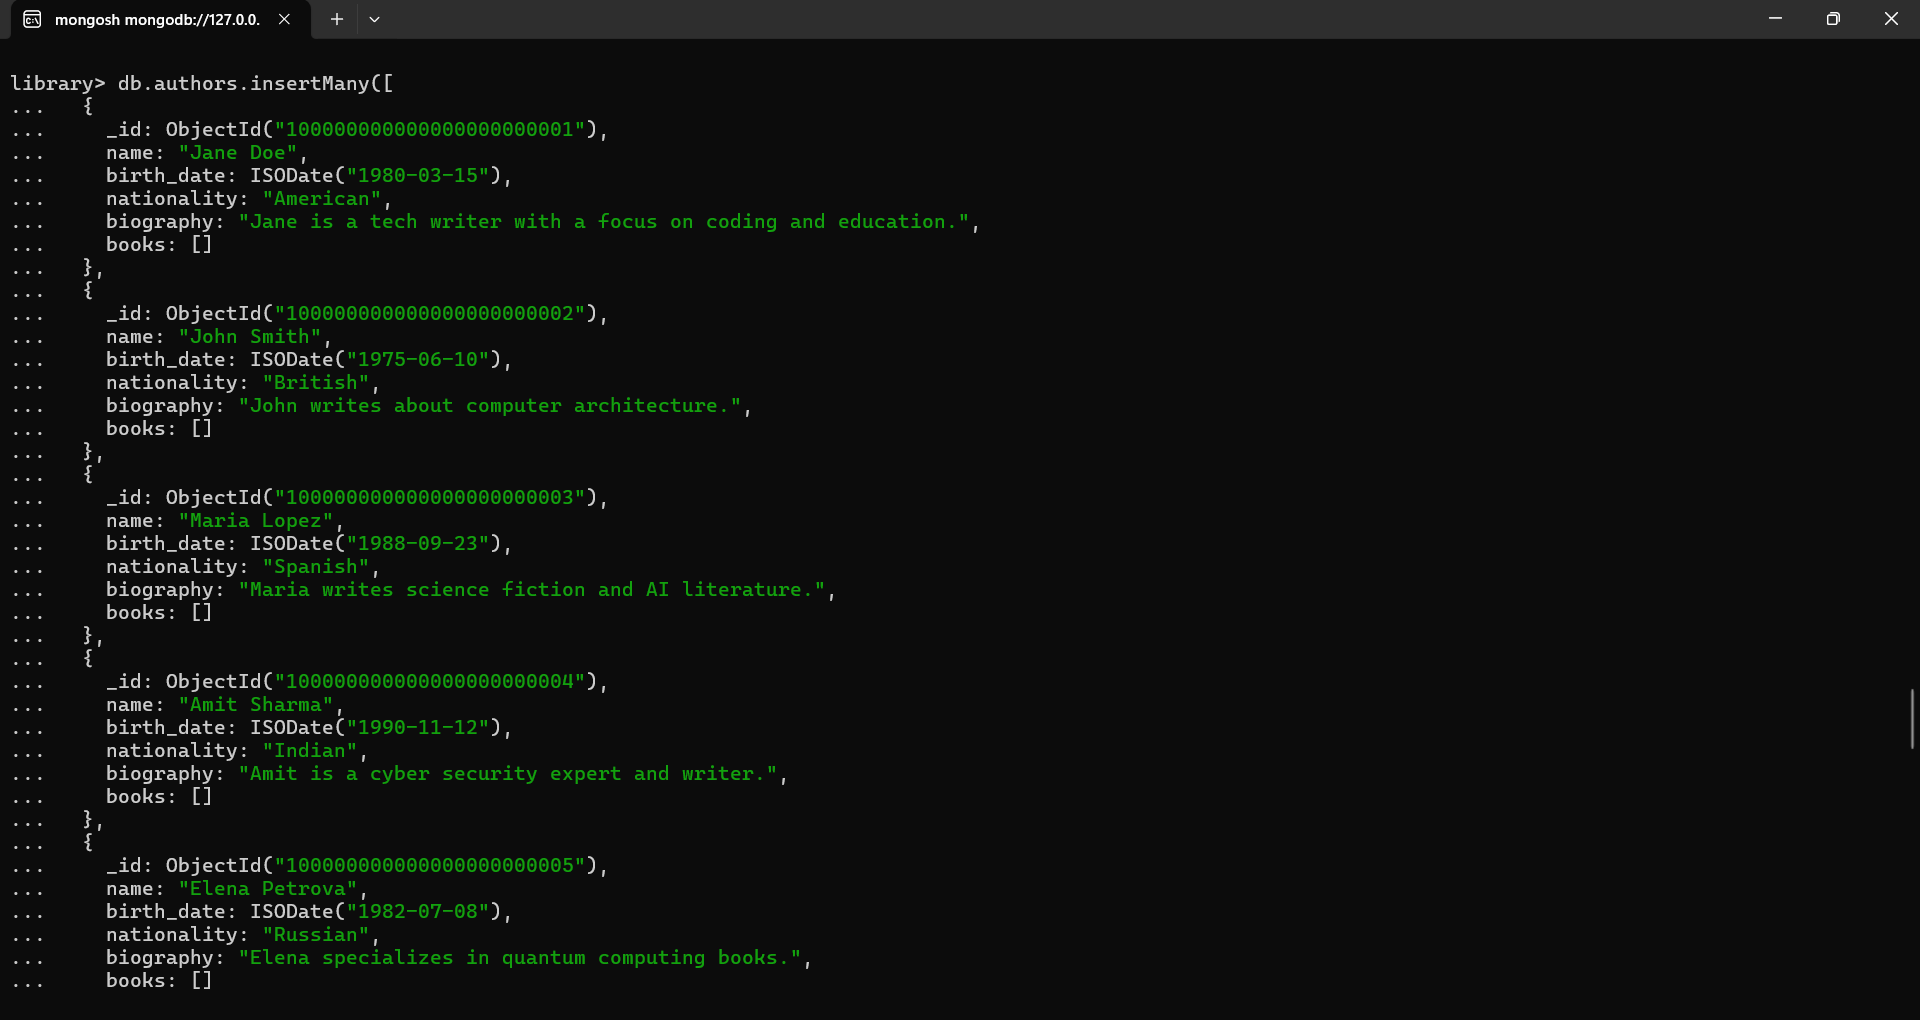 mongosh mongodb://127.0.0.
library> db.authors.insertMany([
...   {
...     _id: ObjectId("100000000000000000000001"),
...     name: "Jane Doe",
...     birth_date: ISODate("1980-03-15"),
...     nationality: "American",
...     biography: "Jane is a tech writer with a focus on coding and education.",
...     books: []
...   },
...   {
...     _id: ObjectId("100000000000000000000002"),
...     name: "John Smith",
...     birth_date: ISODate("1975-06-10"),
...     nationality: "British",
...     biography: "John writes about computer architecture.",
...     books: []
...   },
...   {
...     _id: ObjectId("100000000000000000000003"),
...     name: "Maria Lopez",
...     birth_date: ISODate("1988-09-23"),
...     nationality: "Spanish",
...     biography: "Maria writes science fiction and AI literature.",
...     books: []
...   },
...   {
...     _id: ObjectId("100000000000000000000004"),
...     name: "Amit Sharma",
...     birth_date: ISODate("1990-11-12"),
...     nationality: "Indian",
...     biography: "Amit is a cyber security expert and writer.",
...     books: []
...   },
...   {
...     _id: ObjectId("100000000000000000000005"),
...     name: "Elena Petrova",
...     birth_date: ISODate("1982-07-08"),
...     nationality: "Russian",
...     biography: "Elena specializes in quantum computing books.",
...     books: []